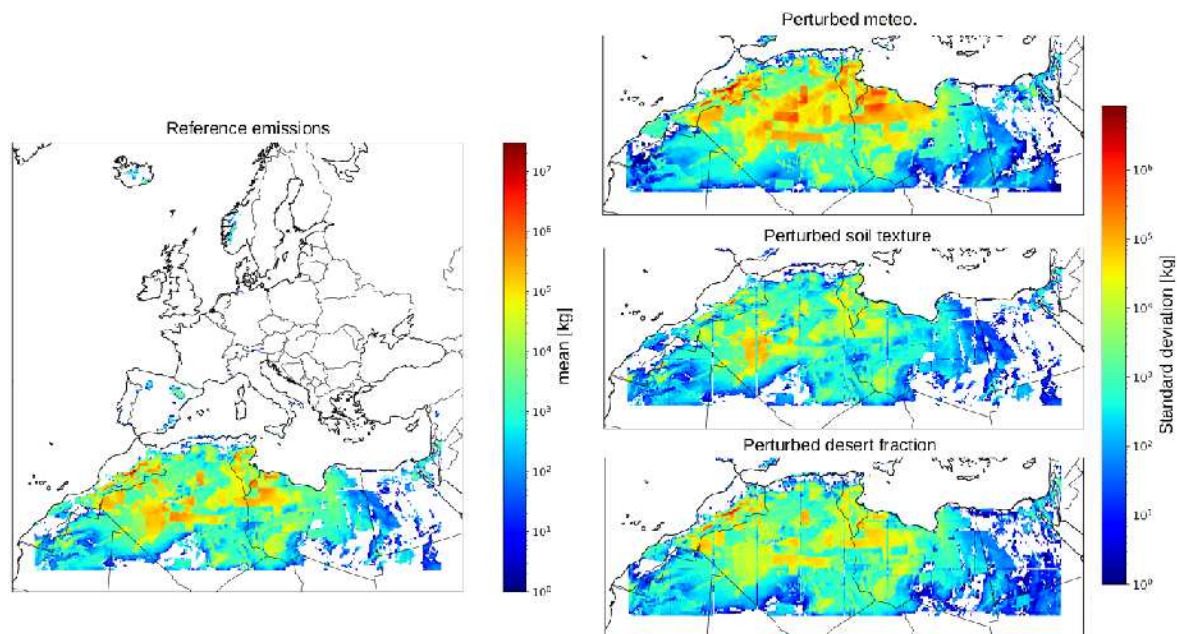 Reference emissions
10⁷
10⁶
10⁵
10⁴
10³
10²
10¹
10⁰
mean [kg]
Perturbed meteo.
Perturbed soil texture
Perturbed desert fraction
10⁶
10⁵
10⁴
10³
10²
10¹
10⁰
Standard deviation [kg]